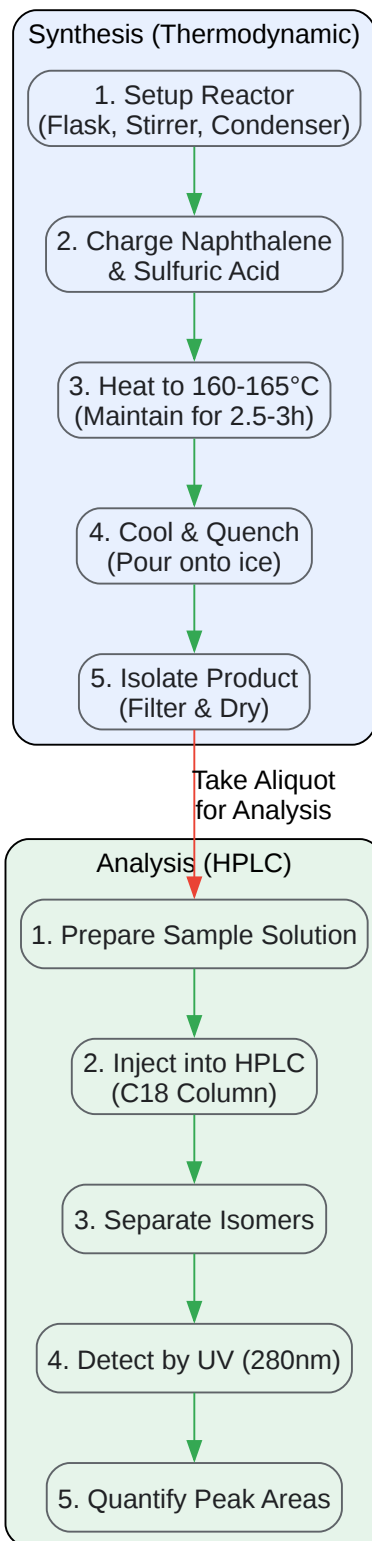 Synthesis (Thermodynamic)
1. Setup Reactor
(Flask, Stirrer, Condenser)
2. Charge Naphthalene
& Sulfuric Acid
3. Heat to 160-165°C
(Maintain for 2.5-3h)
4. Cool & Quench
(Pour onto ice)
5. Isolate Product
(Filter & Dry)
Take Aliquot
for Analysis
Analysis (HPLC)
1. Prepare Sample Solution
2. Inject into HPLC
(C18 Column)
3. Separate Isomers
4. Detect by UV (280nm)
5. Quantify Peak Areas